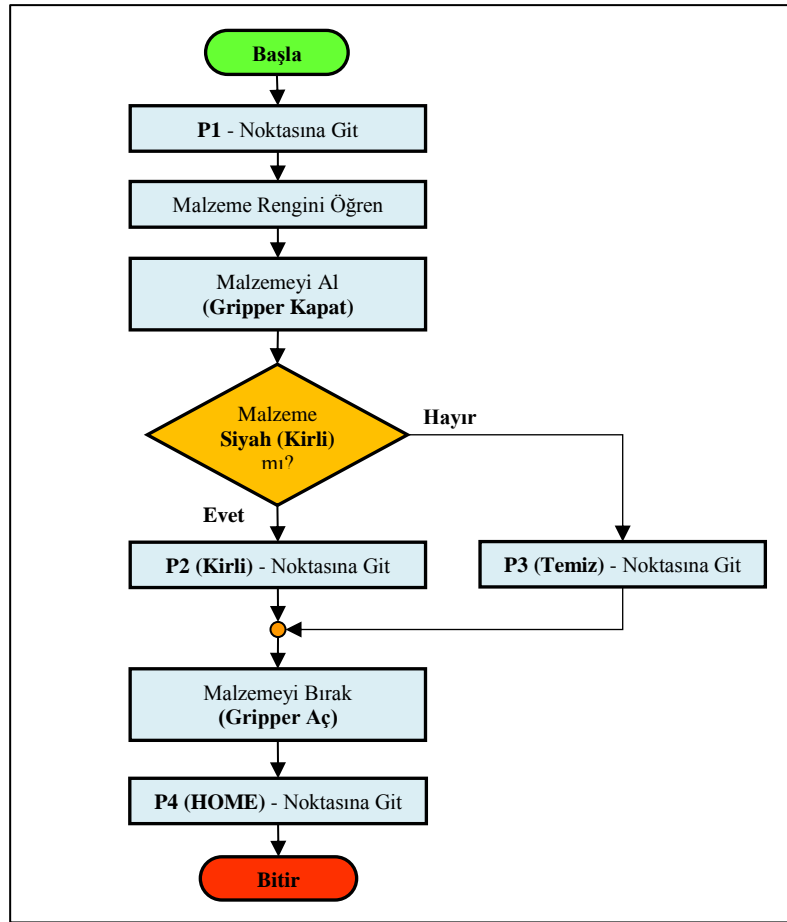 Başla
P1 - Noktasına Git
Malzeme Rengini Öğren
Malzemeyi Al
(Gripper Kapat)
Malzeme
Siyah (Kirli)
mı?
Hayır
Evet
P2 (Kirli) - Noktasına Git
P3 (Temiz) - Noktasına Git
Malzemeyi Bırak
(Gripper Aç)
P4 (HOME) - Noktasına Git
Bitir